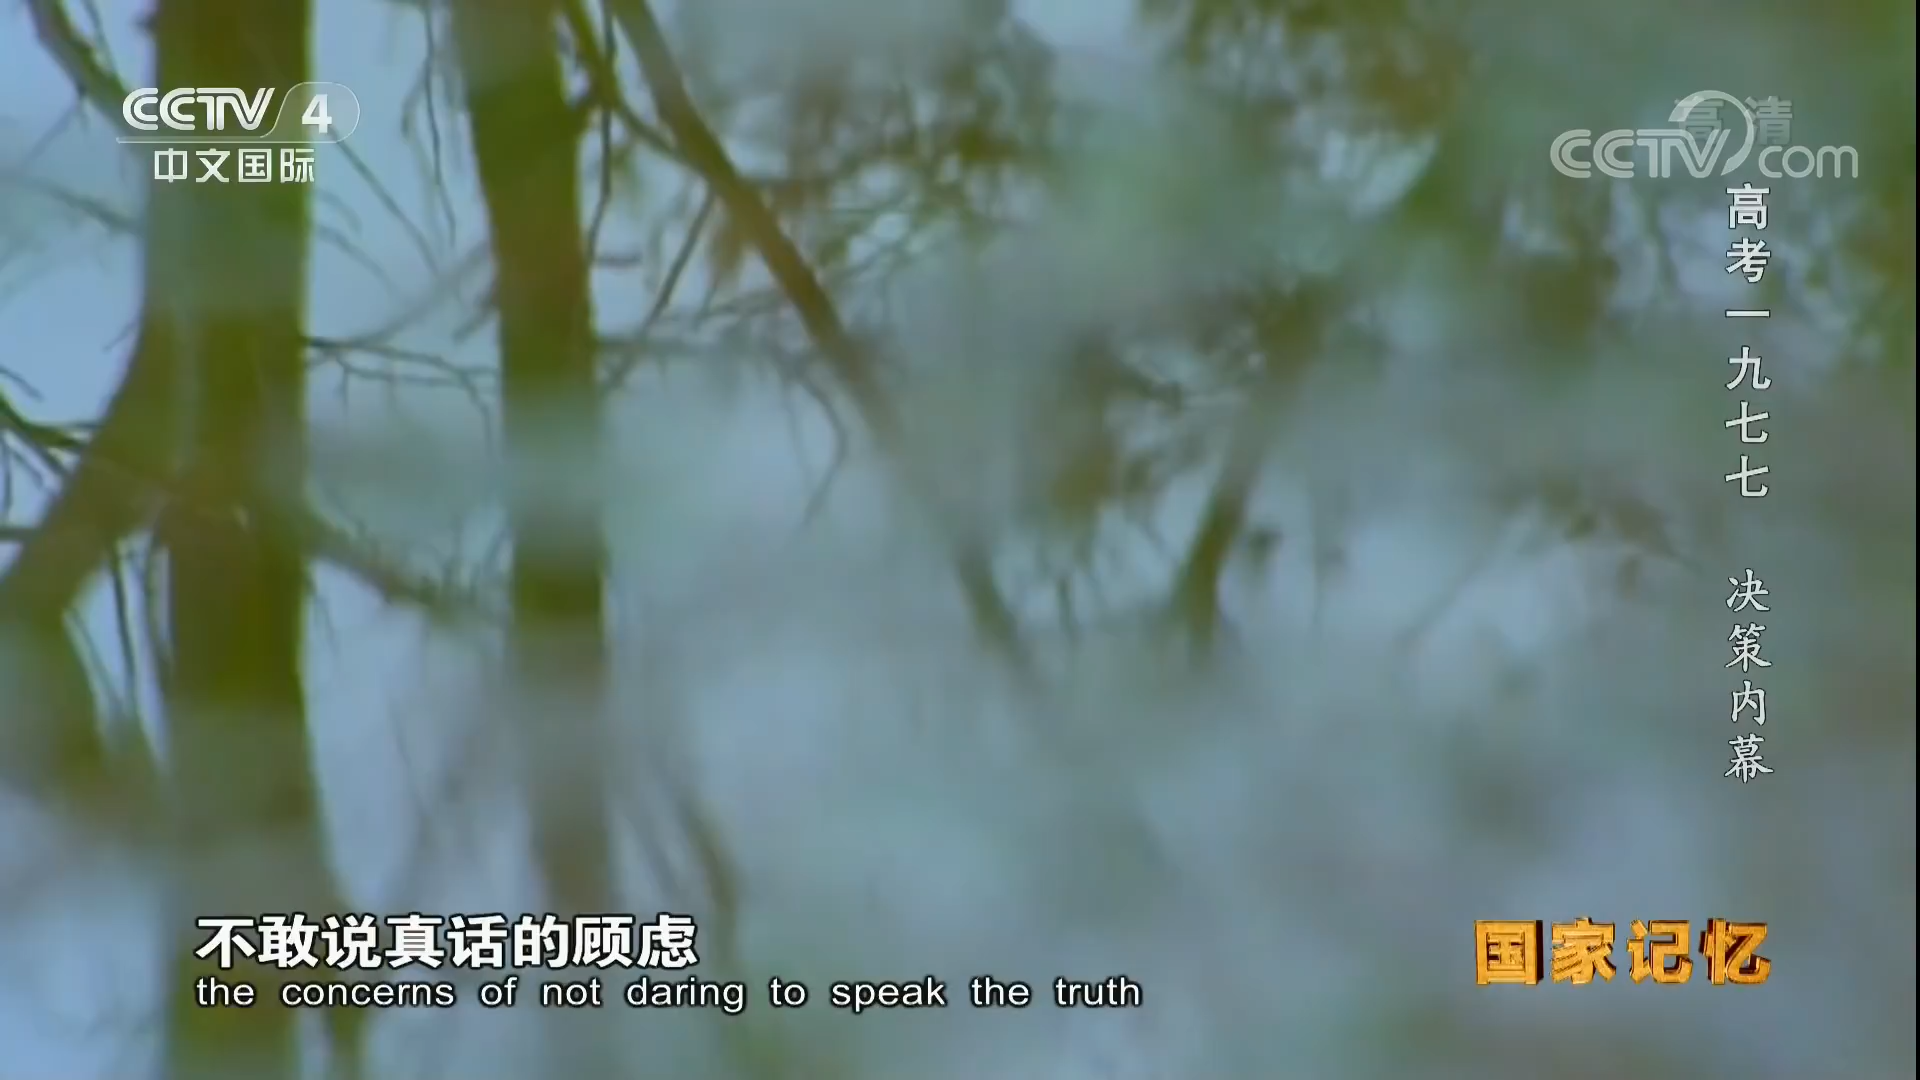 CCTV 4
中文国际
高清
CCTV.com
高考一九七七 决策内幕
不敢说真话的顾虑
the concerns of not daring to speak the truth
国家记忆